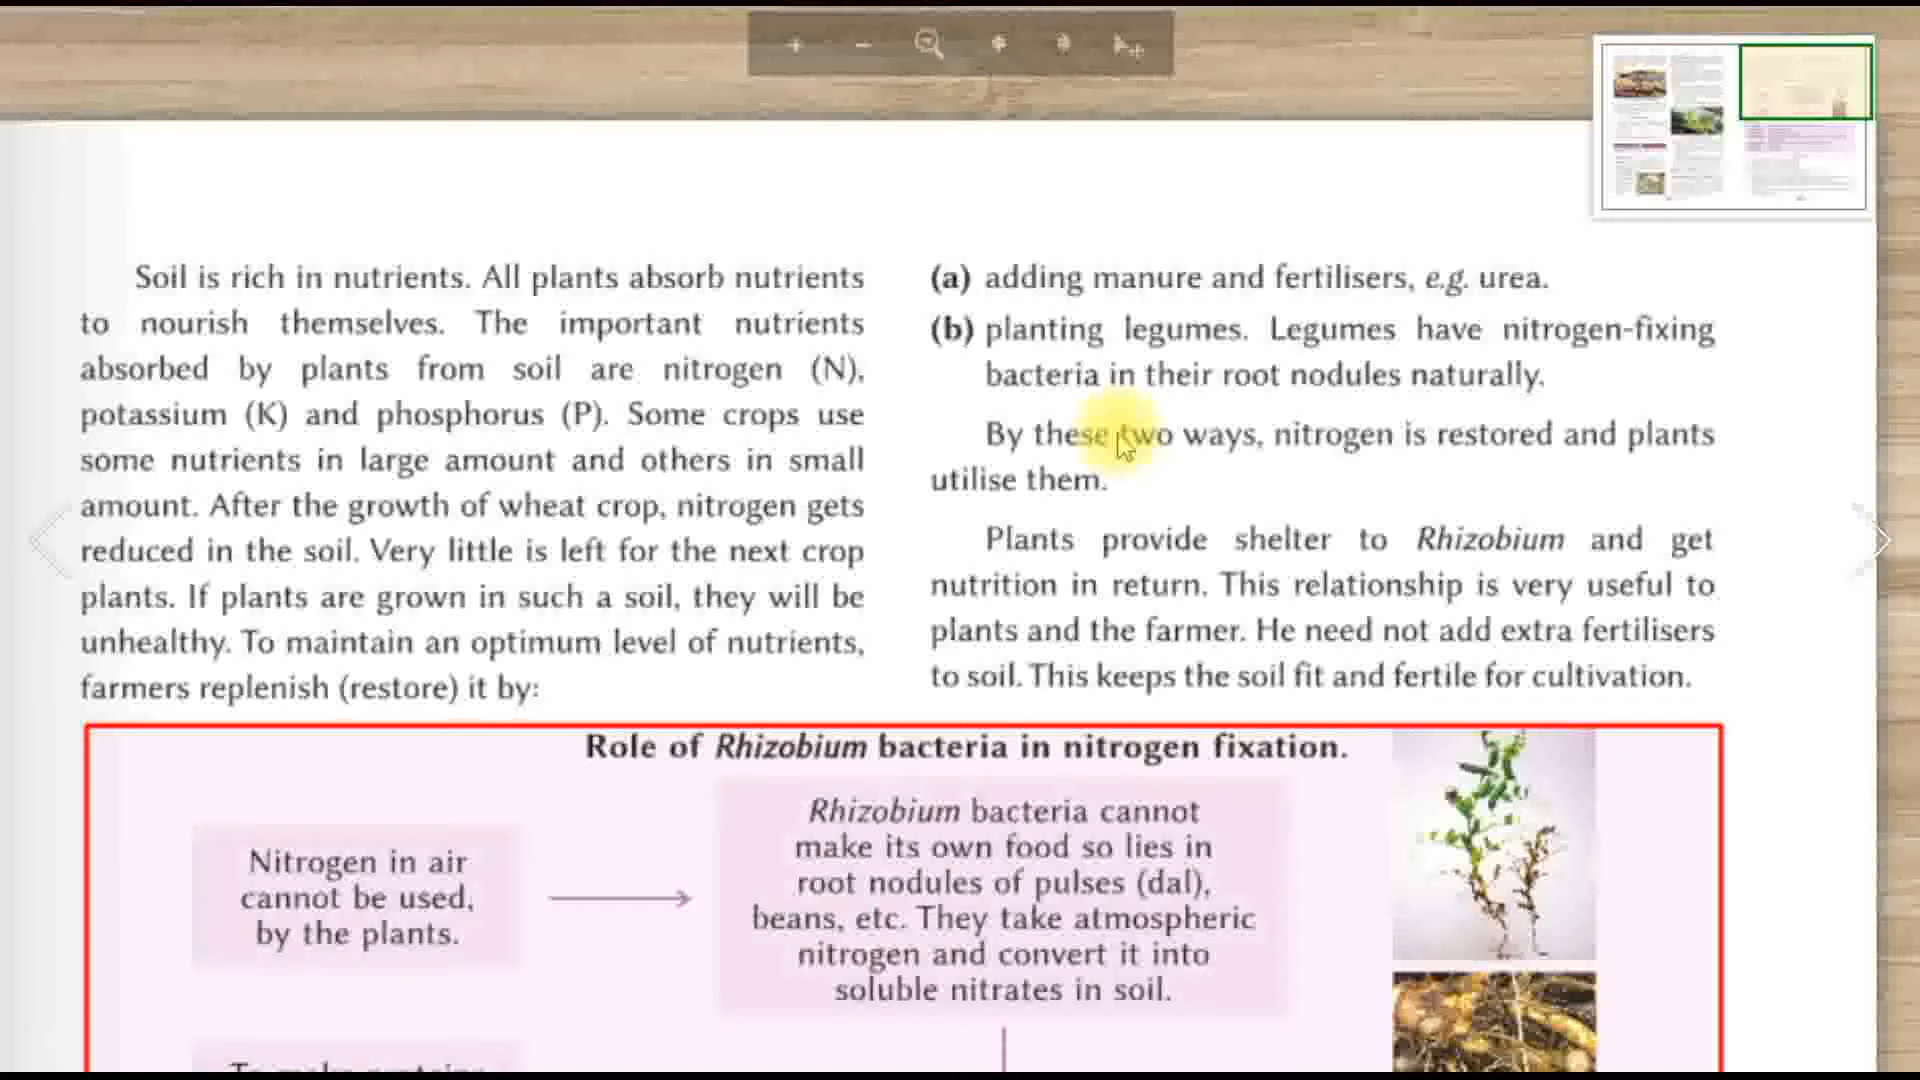 Soil is rich in nutrients. All plants absorb nutrients
to nourish themselves. The important nutrients
absorbed by plants from soil are nitrogen (N),
potassium (K) and phosphorus (P). Some crops use
some nutrients in large amount and others in small
amount. After the growth of wheat crop, nitrogen gets
reduced in the soil. Very little is left for the next crop
plants. If plants are grown in such a soil, they will be
unhealthy. To maintain an optimum level of nutrients,
farmers replenish (restore) it by:
(a) adding manure and fertilisers, e.g. urea.
(b) planting legumes. Legumes have nitrogen-fixing
bacteria in their root nodules naturally.
By these two ways, nitrogen is restored and plants
utilise them.
Plants provide shelter to Rhizobium and get
nutrition in return. This relationship is very useful to
plants and the farmer. He need not add extra fertilisers
to soil. This keeps the soil fit and fertile for cultivation.
Role of Rhizobium bacteria in nitrogen fixation.
Nitrogen in air
cannot be used,
by the plants.
Rhizobium bacteria cannot
make its own food so lies in
root nodules of pulses (dal),
beans, etc. They take atmospheric
nitrogen and convert it into
soluble nitrates in soil.